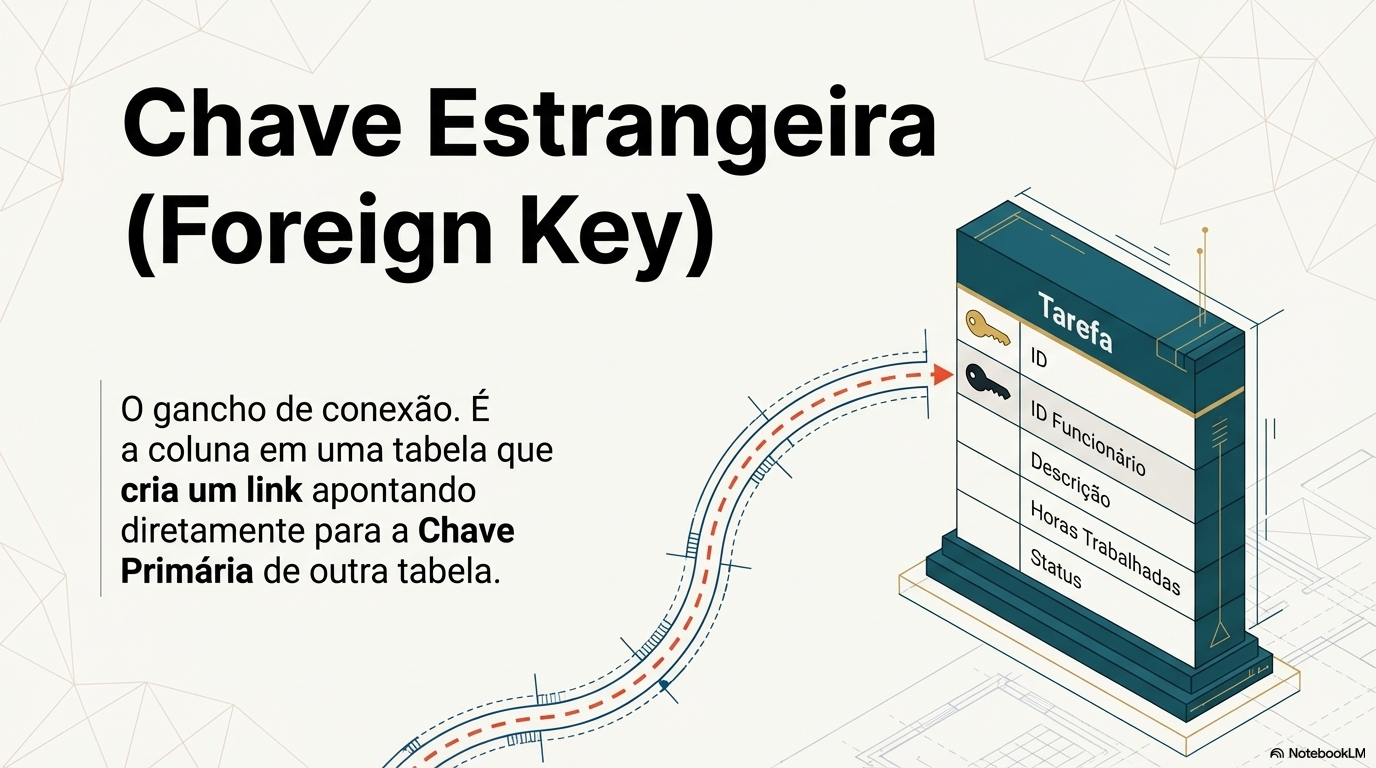 Chave Estrangeira
(Foreign Key)
O gancho de conexão. É
a coluna em uma tabela que
cria um link apontando
diretamente para a Chave
Primária de outra tabela.
Tarefa
ID
ID Funcionário
Descrição
Horas Trabalhadas
Status
NotebookLM